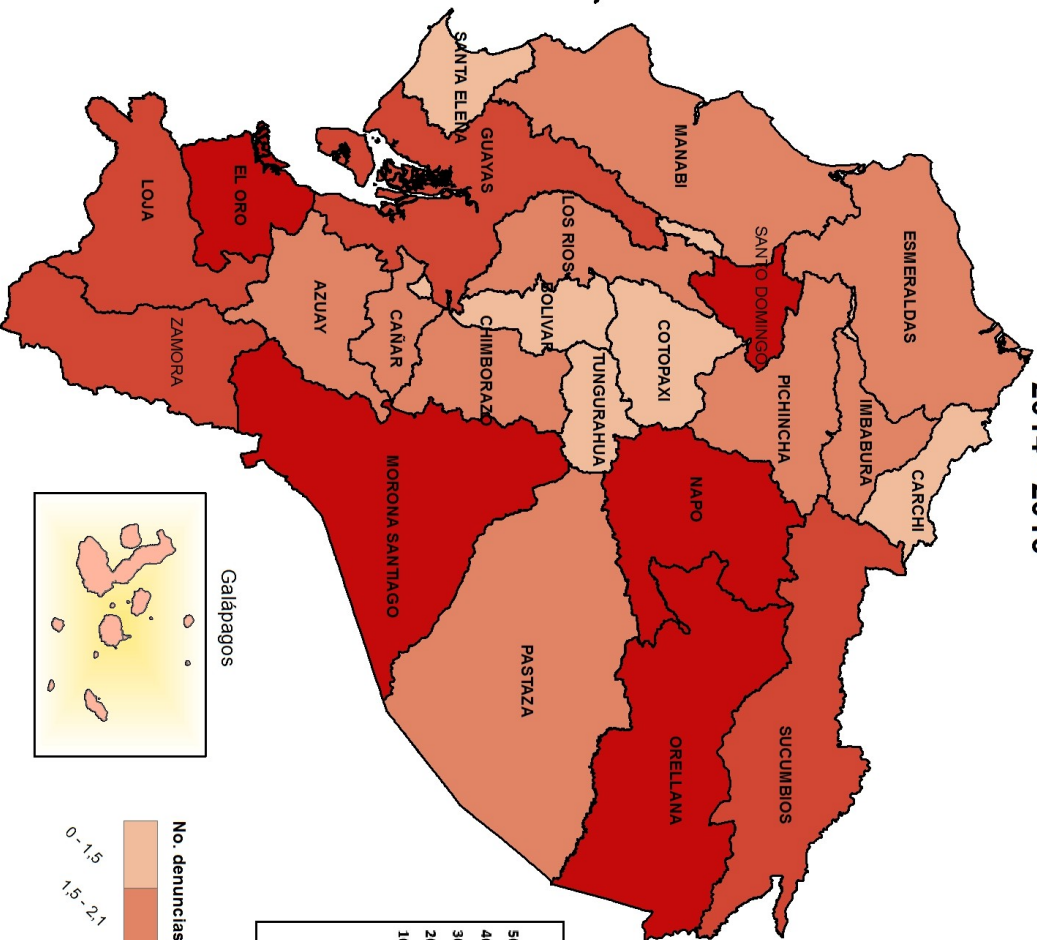 ESMERALDAS
CARCHI
IMBABURA
PICHINCHA
SUCUMBIOS
SANTO DOMINGO
NAPO
MANABI
ORELLANA
COTOPAXI
TUNGURAHUA
LOS RIOS
BOLIVAR
PASTAZA
GUAYAS
CHIMBORAZO
SANTA ELENA
CAÑAR
MORONA SANTIAGO
AZUAY
EL ORO
Galápagos
ZAMORA
LOJA
No. denuncias
0 - 1,5
1,5 - 2,1